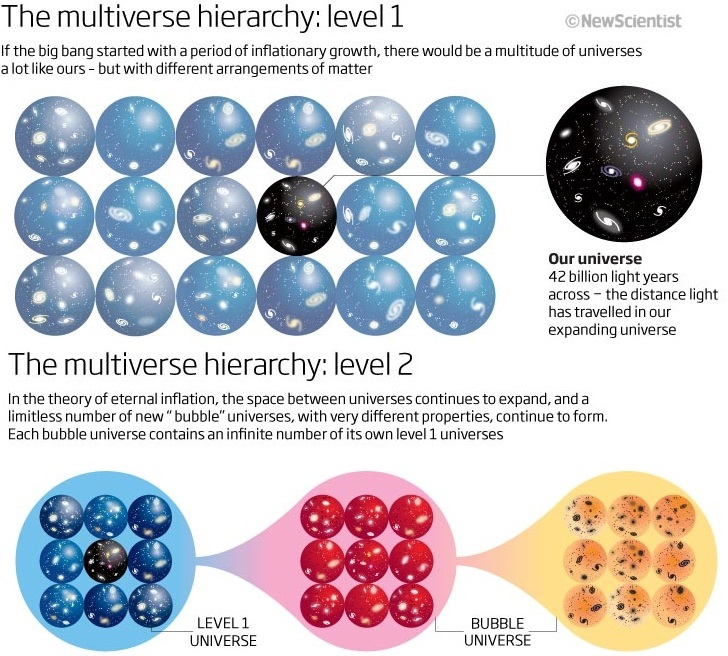 The multiverse hierarchy: level 1
©NewScientist
If the big bang started with a period of inflationary growth, there would be a multitude of universes
a lot like ours – but with different arrangements of matter
Our universe
42 billion light years
across – the distance light
has travelled in our
expanding universe
The multiverse hierarchy: level 2
In the theory of eternal inflation, the space between universes continues to expand, and a
limitless number of new “ bubble” universes, with very different properties, continue to form.
Each bubble universe contains an infinite number of its own level 1 universes
LEVEL 1
UNIVERSE
BUBBLE
UNIVERSE